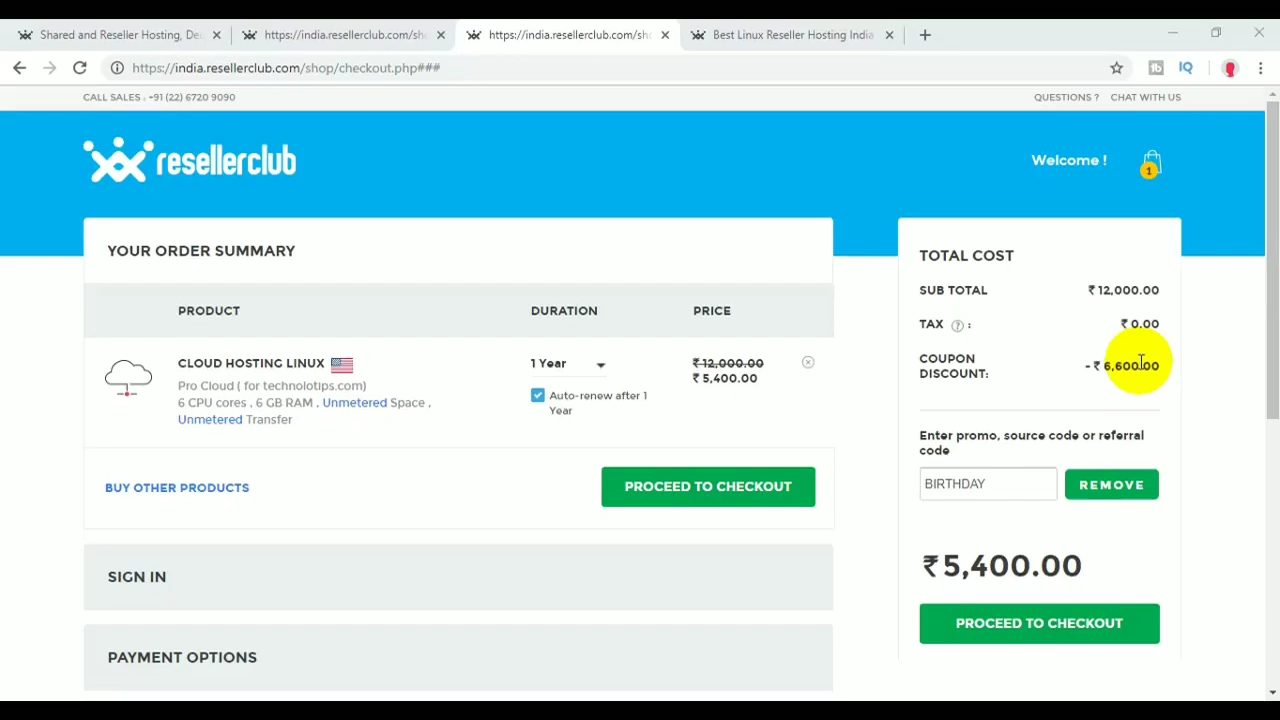 Shared and Reseller Hosting, De
https://india.resellerclub.com/sh
https://india.resellerclub.com/sho
Best Linux Reseller Hosting India
https://india.resellerclub.com/shop/checkout.php###
CALL SALES : +91 (22) 6720 9090
QUESTIONS ? CHAT WITH US
resellerclub
Welcome !
1
YOUR ORDER SUMMARY
PRODUCT DURATION PRICE
CLOUD HOSTING LINUX
Pro Cloud ( for technolotips.com)
6 CPU cores , 6 GB RAM , Unmetered Space ,
Unmetered Transfer
1 Year
Auto-renew after 1
Year
₹ 12,000.00
₹ 5,400.00
BUY OTHER PRODUCTS
PROCEED TO CHECKOUT
SIGN IN
PAYMENT OPTIONS
TOTAL COST
SUB TOTAL ₹ 12,000.00
TAX ? : ₹ 0.00
COUPON
DISCOUNT: - ₹ 6,600.00
Enter promo, source code or referral
code
BIRTHDAY REMOVE
₹5,400.00
PROCEED TO CHECKOUT